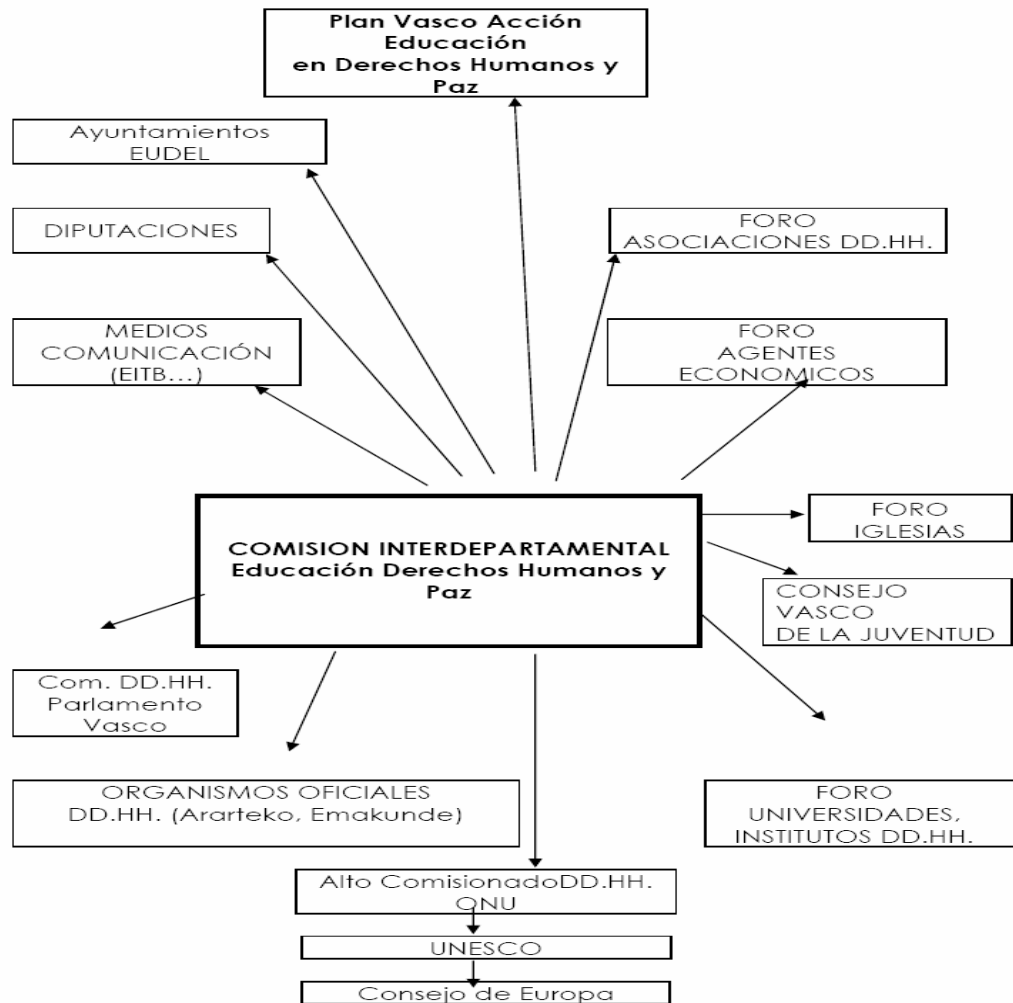 Plan Vasco Acción
Educación
en Derechos Humanos y
Paz
Ayuntamientos
EUDEL
DIPUTACIONES
FORO
ASOCIACIONES DD.HH.
MEDIOS
COMUNICACIÓN
(EITB...)
FORO
AGENTES
ECONOMICOS
COMISION INTERDEPARTAMENTAL
Educación Derechos Humanos y
Paz
FORO
IGLESIAS
CONSEJO
VASCO
DE LA JUVENTUD
Com. DD.HH.
Parlamento
Vasco
ORGANISMOS OFICIALES
DD.HH. (Ararteko, Emakunde)
FORO
UNIVERSIDADES,
INSTITUTOS DD.HH.
Alto ComisionadoDD.HH.
ONU
UNESCO
Consejo de Europa